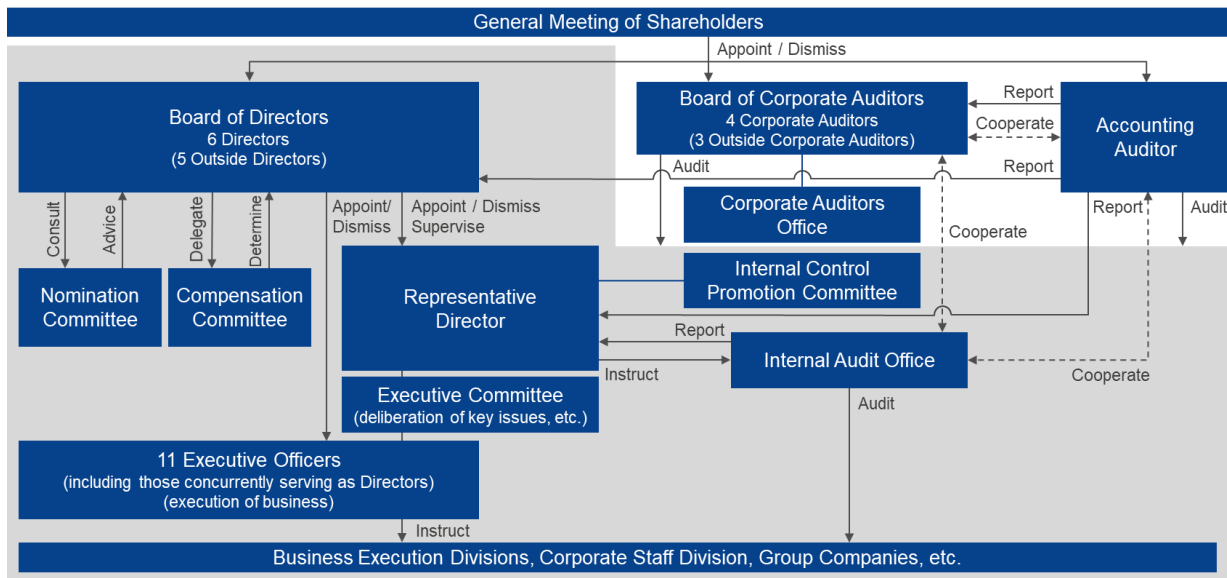 General Meeting of Shareholders
Appoint / Dismiss
Board of Directors
6 Directors
(5 Outside Directors)
Board of Corporate Auditors
4 Corporate Auditors
(3 Outside Corporate Auditors)
Report
Cooperate
Accounting
Auditor
Audit
Report
Corporate Auditors
Office
Consult
Advice
Delegate
Determine
Appoint/
Dismiss
Appoint / Dismiss
Supervise
Cooperate
Report
Audit
Nomination
Committee
Compensation
Committee
Representative
Director
Internal Control
Promotion Committee
Report
Instruct
Internal Audit Office
Cooperate
Executive Committee
(deliberation of key issues, etc.)
Audit
11 Executive Officers
(including those concurrently serving as Directors)
(execution of business)
Instruct
Business Execution Divisions, Corporate Staff Division, Group Companies, etc.